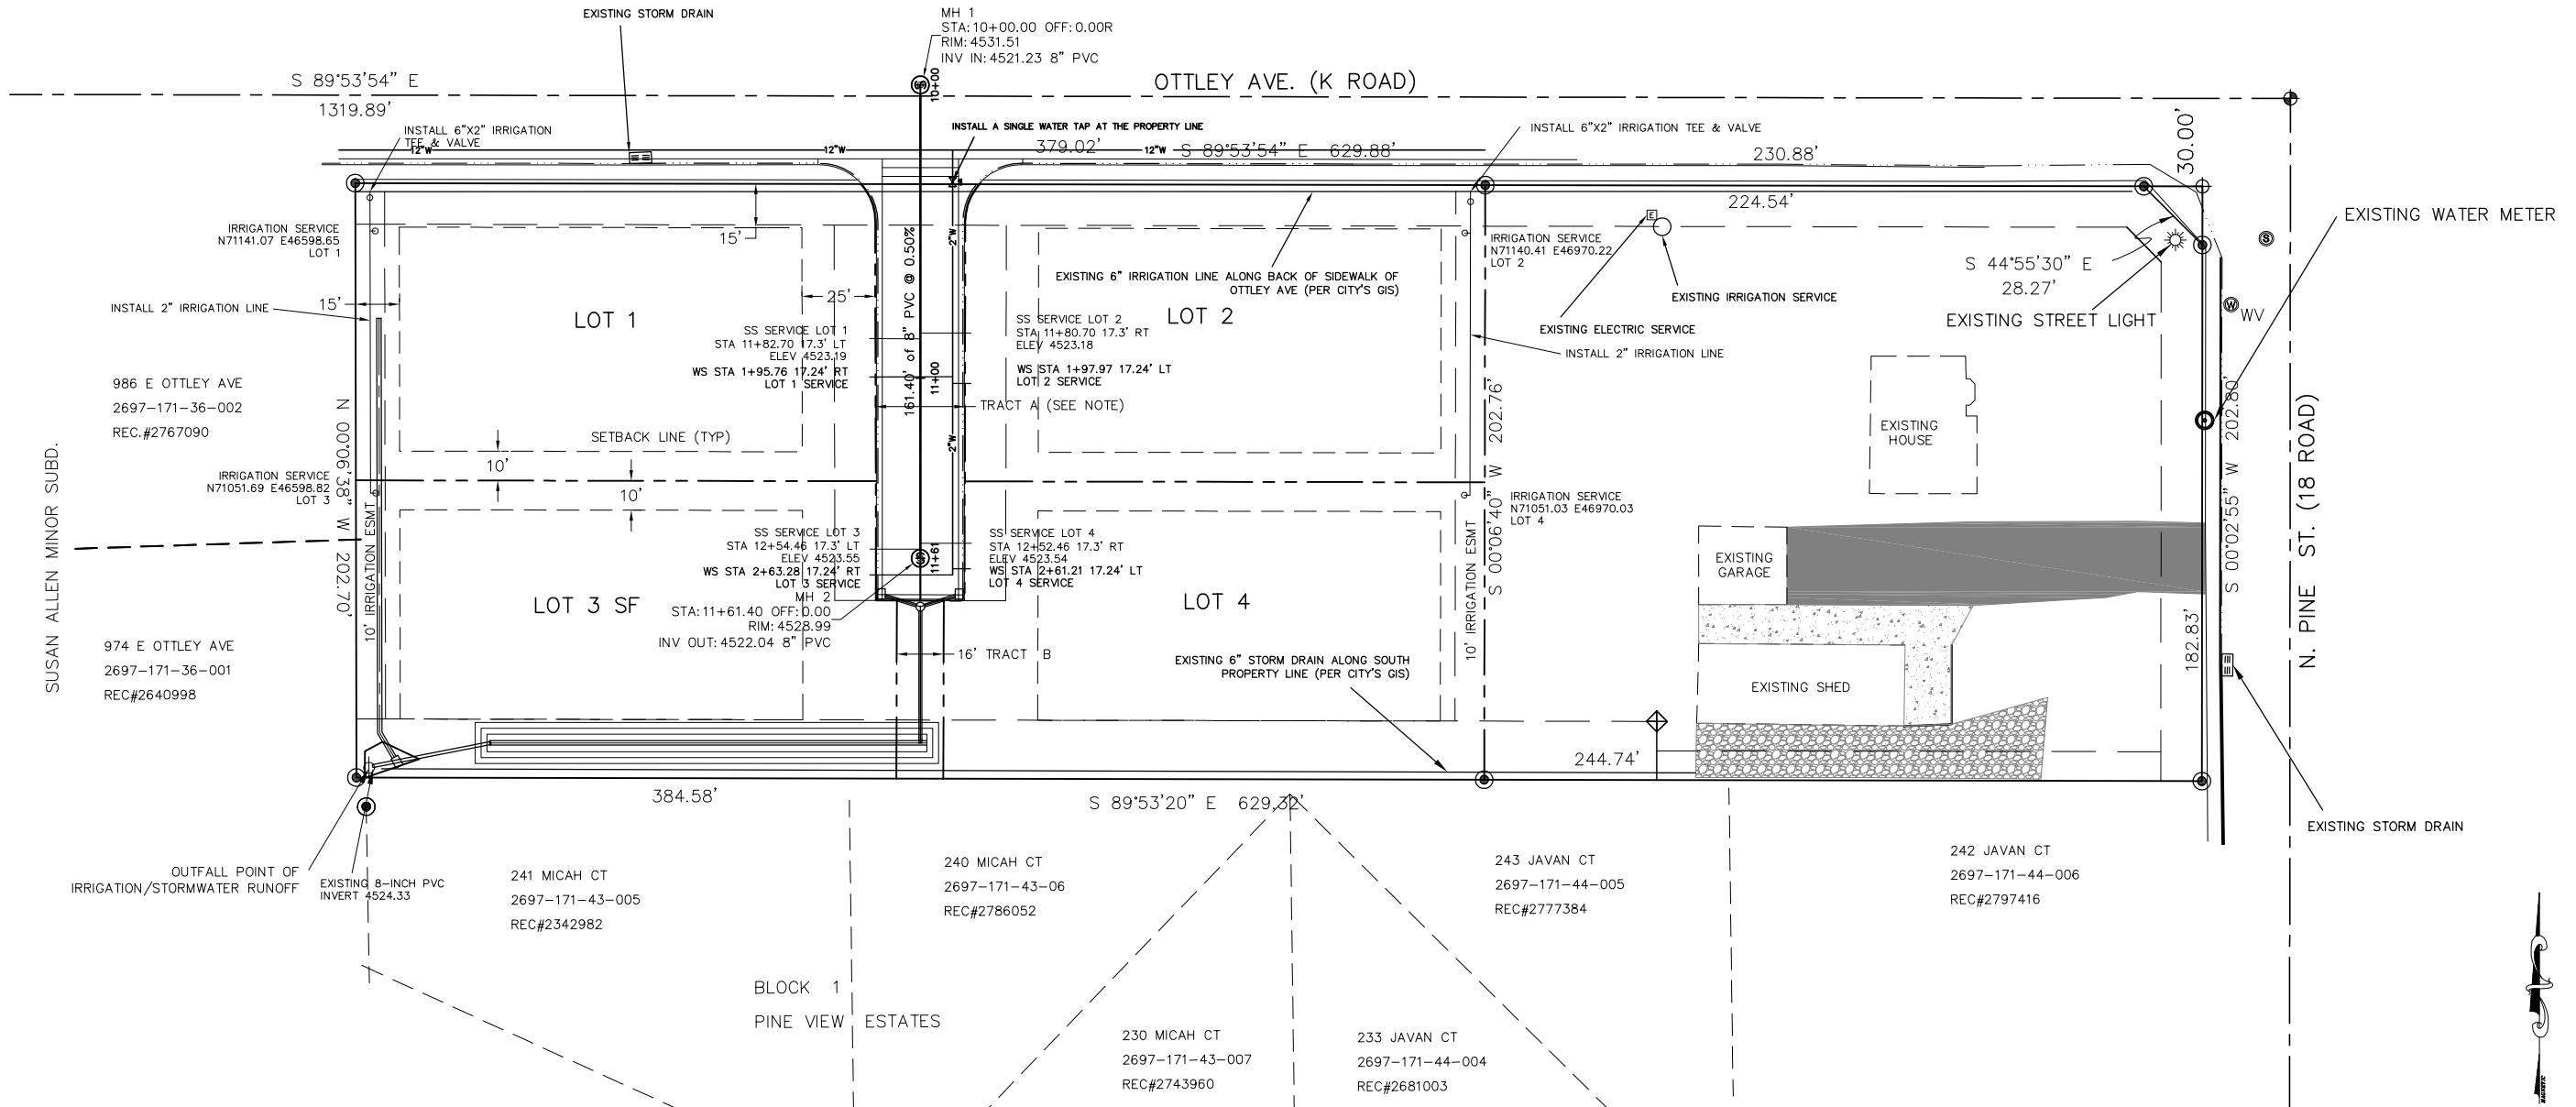 EXISTING STORM DRAIN
MH 1
STA: 10+00.00 OFF: 0.00R
RIM: 4531.51
INV IN: 4521.23 8" PVC
S 89°53'54" E
1319.89'
OTTLEY AVE. (K ROAD)
10+00
30.00'
INSTALL 6"X2" IRRIGATION
TEE & VALVE
INSTALL A SINGLE WATER TAP AT THE PROPERTY LINE
INSTALL 6"X2" IRRIGATION TEE & VALVE
12"W
12"W
12"W
379.02'
S 89°53'54" E 629.88'
230.88'
224.54'
EXISTING WATER METER
IRRIGATION SERVICE
N71141.07 E46598.65
LOT 1
15'
IRRIGATION SERVICE
N71140.41 E46970.22
LOT 2
E
S
S 44°55'30" E
28.27'
EXISTING 6" IRRIGATION LINE ALONG BACK OF SIDEWALK OF
OTTLEY AVE (PER CITY'S GIS)
EXISTING IRRIGATION SERVICE
INSTALL 2" IRRIGATION LINE
15'
25'
LOT 1
LOT 2
EXISTING STREET LIGHT
W
WV
SS SERVICE LOT 1
STA 11+82.70 17.3' LT
ELEV 4523.19
WS STA 1+95.76 17.24' RT
LOT 1 SERVICE
161.40' of 8" PVC @ 0.50%
11+00
2"W
2"W
SS SERVICE LOT 2
STA 11+80.70 17.3' RT
ELEV 4523.18
WS STA 1+97.97 17.24' LT
LOT 2 SERVICE
EXISTING ELECTRIC SERVICE
INSTALL 2" IRRIGATION LINE
TRACT A (SEE NOTE)
986 E OTTLEY AVE
2697-171-36-002
REC.#2767090
SETBACK LINE (TYP)
EXISTING
HOUSE
10'
10'
SUSAN ALLEN MINOR SUBD.
N 00°06'38" W 202.70'
10' IRRIGATION ESMT
IRRIGATION SERVICE
N71051.69 E46598.82
LOT 3
S 00°06'40" W 202.76'
10' IRRIGATION ESMT
IRRIGATION SERVICE
N71051.03 E46970.03
LOT 4
S 00°02'55" W 202.80'
182.83'
N. PINE ST. (18 ROAD)
SS SERVICE LOT 3
STA 12+54.46 17.3' LT
ELEV 4523.55
WS STA 2+63.28 17.24' RT
LOT 3 SERVICE
MH 2
STA: 11+61.40 OFF: 0.00
RIM: 4528.99
INV OUT: 4522.04 8" PVC
11+61
SS SERVICE LOT 4
STA 12+52.46 17.3' RT
ELEV 4523.54
WS STA 2+61.21 17.24' LT
LOT 4 SERVICE
EXISTING
GARAGE
LOT 3 SF
LOT 4
974 E OTTLEY AVE
2697-171-36-001
REC#2640998
16' TRACT B
EXISTING 6" STORM DRAIN ALONG SOUTH
PROPERTY LINE (PER CITY'S GIS)
EXISTING SHED
244.74'
384.58'
S 89°53'20" E 629.32'
EXISTING STORM DRAIN
OUTFALL POINT OF
IRRIGATION/STORMWATER RUNOFF
EXISTING 8-INCH PVC
INVERT 4524.33
241 MICAH CT
2697-171-43-005
REC#2342982
240 MICAH CT
2697-171-43-06
REC#2786052
243 JAVAN CT
2697-171-44-005
REC#2777384
242 JAVAN CT
2697-171-44-006
REC#2797416
BLOCK 1
PINE VIEW ESTATES
230 MICAH CT
2697-171-43-007
REC#2743960
233 JAVAN CT
2697-171-44-004
REC#2681003